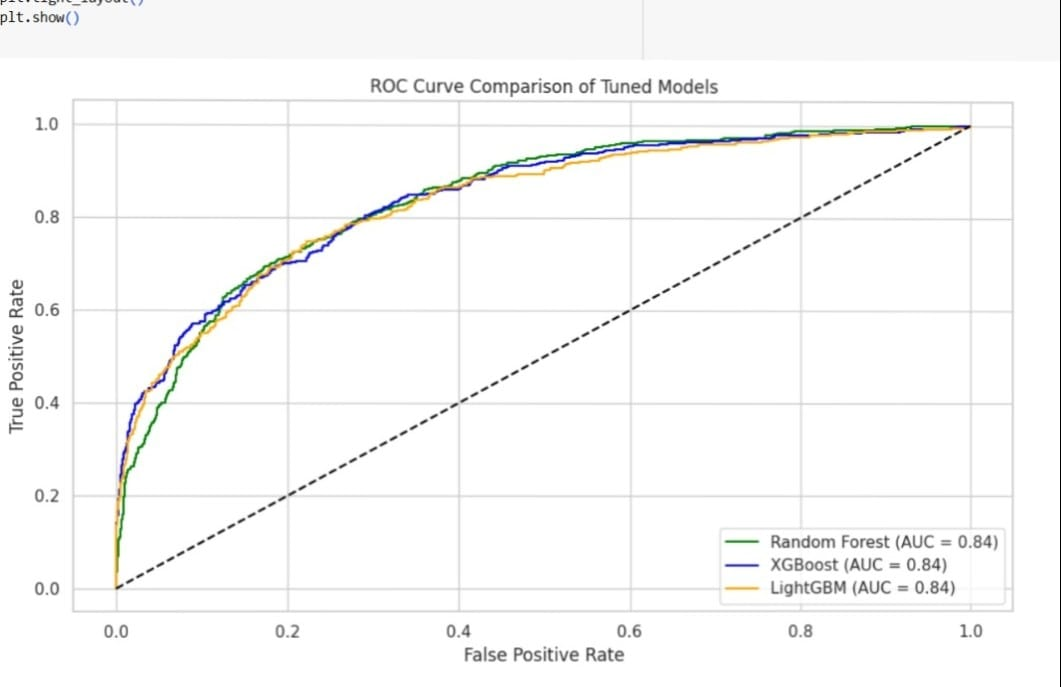 plt.tight_layout()
plt.show()
ROC Curve Comparison of Tuned Models
1.0
0.8
0.6
0.4
0.2
0.0
True Positive Rate
Random Forest (AUC = 0.84)
XGBoost (AUC = 0.84)
LightGBM (AUC = 0.84)
0.0 0.2 0.4 0.6 0.8 1.0
False Positive Rate